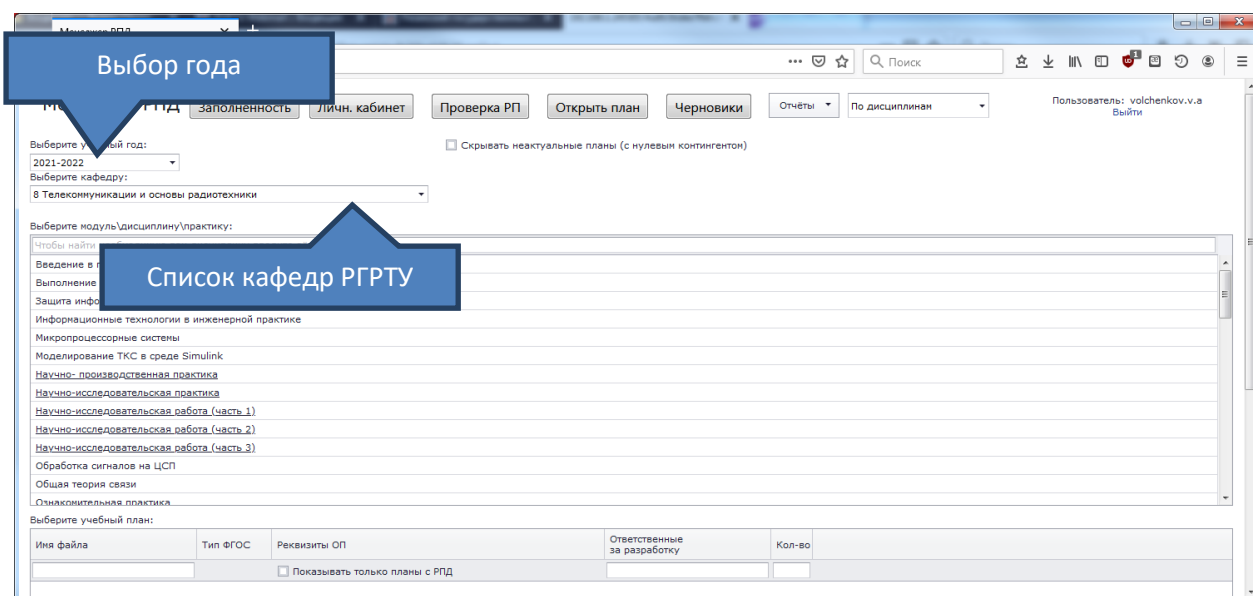 Менеджер РПД
Выбор года
Поиск
Заполненность
Личн. кабинет
Проверка РП
Открыть план
Черновики
Отчёты
По дисциплинам
Пользователь: volchenkov.v.a
Выйти
Выберите
год:
Скрывать неактуальные планы (с нулевым контингентом)
2021-2022
Выберите кафедру:
8 Телекоммуникации и основы радиотехники
Выберите модуль\дисциплину\практику:
Чтобы найти
Список кафедр РГРТУ
Введение в
Выполнение
Защита
Информационные технологии в инженерной практике
Микропроцессорные системы
Моделирование ТКС в среде Simulink
Научно- производственная практика
Научно-исследовательская практика
Научно-исследовательская работа (часть 1)
Научно-исследовательская работа (часть 2)
Научно-исследовательская работа (часть 3)
Обработка сигналов на ЦСП
Общая теория связи
Ознакомительная практика
Выберите учебный план:
Имя файла
Тип ФГОС
Реквизиты ОП
Ответственные
за разработку
Кол-во
Показывать только планы с РПД